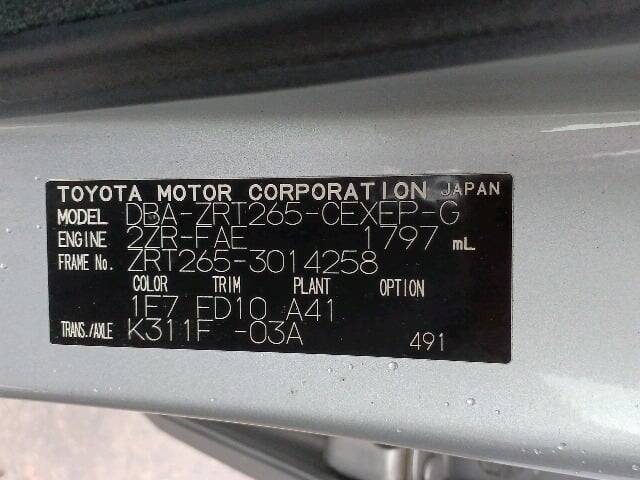 TOYOTA MOTOR CORPORATION JAPAN
MODEL DBA-ZRT265-CEXEP-G
ENGINE 2ZR-FAE 1797 mL
FRAME No. ZRT265-3014258
COLOR TRIM PLANT OPTION
1F7 FD10 A41
TRANS./AXLE K311F -03A 491